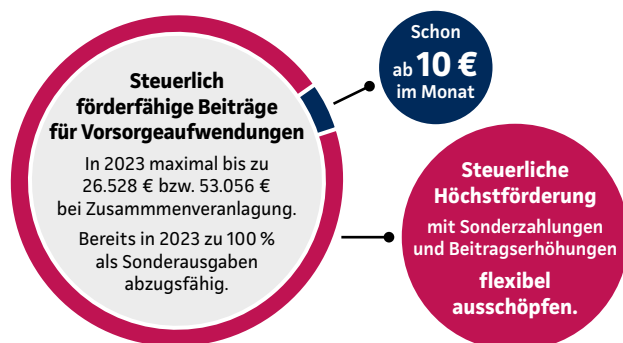 Steuerlich
förderfähige Beiträge
für Vorsorgeaufwendungen
In 2023 maximal bis zu
26.528 € bzw. 53.056 €
bei Zusammmenveranlagung.
Bereits in 2023 zu 100 %
als Sonderausgaben
abzugsfähig.
Schon
ab 10 €
im Monat
Steuerliche
Höchstförderung
mit Sonderzahlungen
und Beitragserhöhungen
flexibel
ausschöpfen.